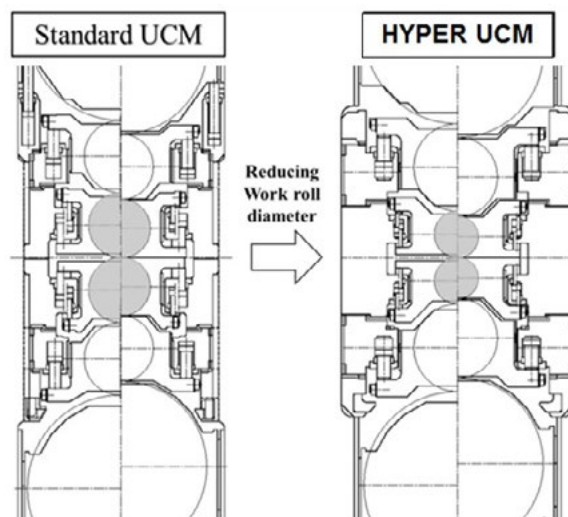 Standard UCM
HYPER UCM
Reducing
Work roll
diameter